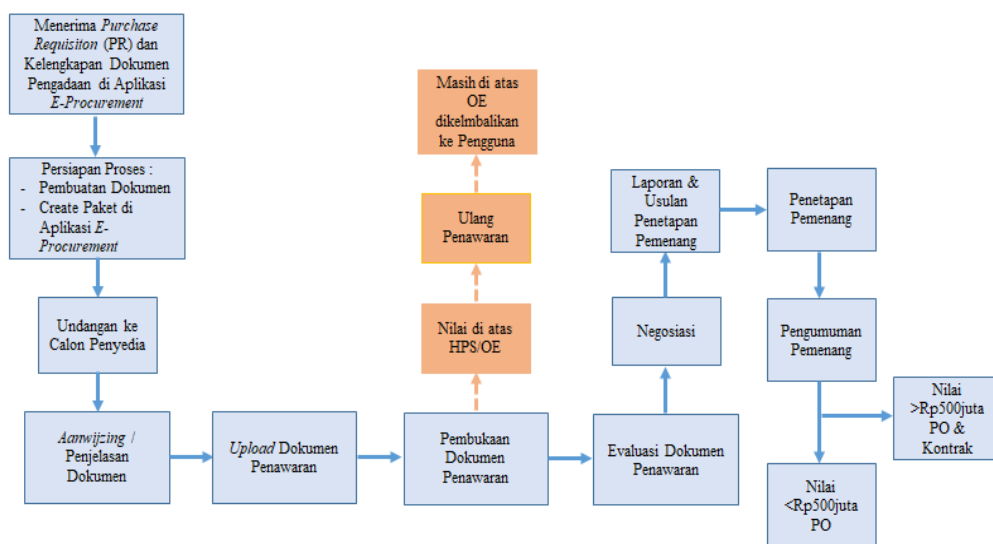 Menerima Purchase
Requisiton (PR) dan
Kelengkapan Dokumen
Pengadaan di Aplikasi
E-Procurement
Persiapan Proses :
- Pembuatan Dokumen
- Create Paket di
Aplikasi E-
Procurement
Undangan ke
Calon Penyedia
Aanwijzing /
Penjelasan
Dokumen
Upload Dokumen
Penawaran
Pembukaan
Dokumen
Penawaran
Nilai di atas
HPS/OE
Ulang
Penawaran
Masih di atas
OE
dikelmbalikan
ke Pengguna
Evaluasi Dokumen
Penawaran
Negosiasi
Laporan &
Usulan
Penetapan
Pemenang
Penetapan
Pemenang
Pengumuman
Pemenang
Nilai
>Rp500juta
PO &
Kontrak
Nilai
<Rp500juta
PO